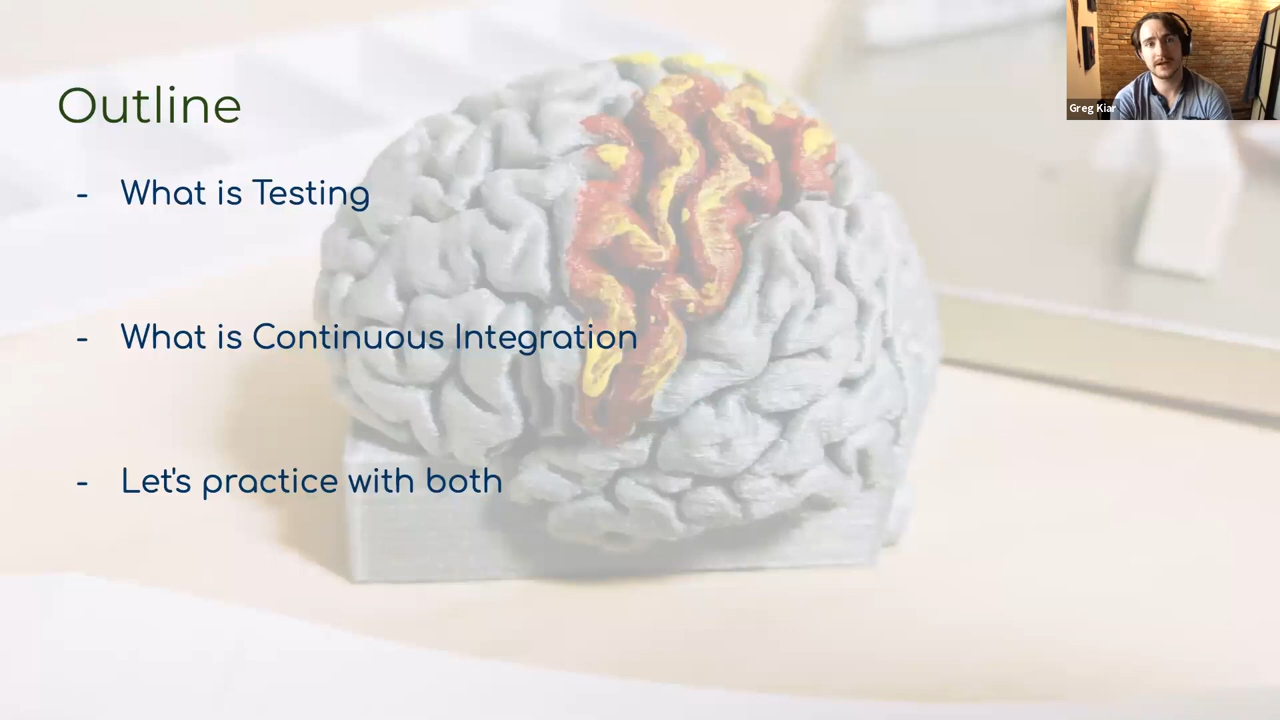 Outline
- What is Testing
- What is Continuous Integration
- Let's practice with both
Greg Kiar